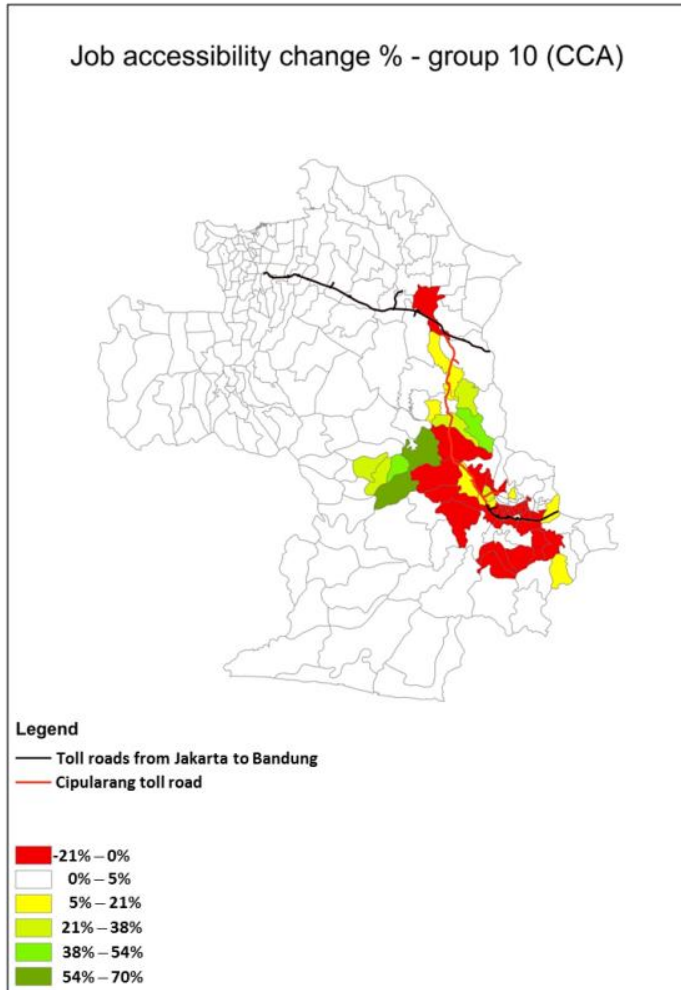 Job accessibility change % - group 10 (CCA)
Legend
Toll roads from Jakarta to Bandung
Cipularang toll road
-21% – 0%
0% – 5%
5% – 21%
21% – 38%
38% – 54%
54% – 70%